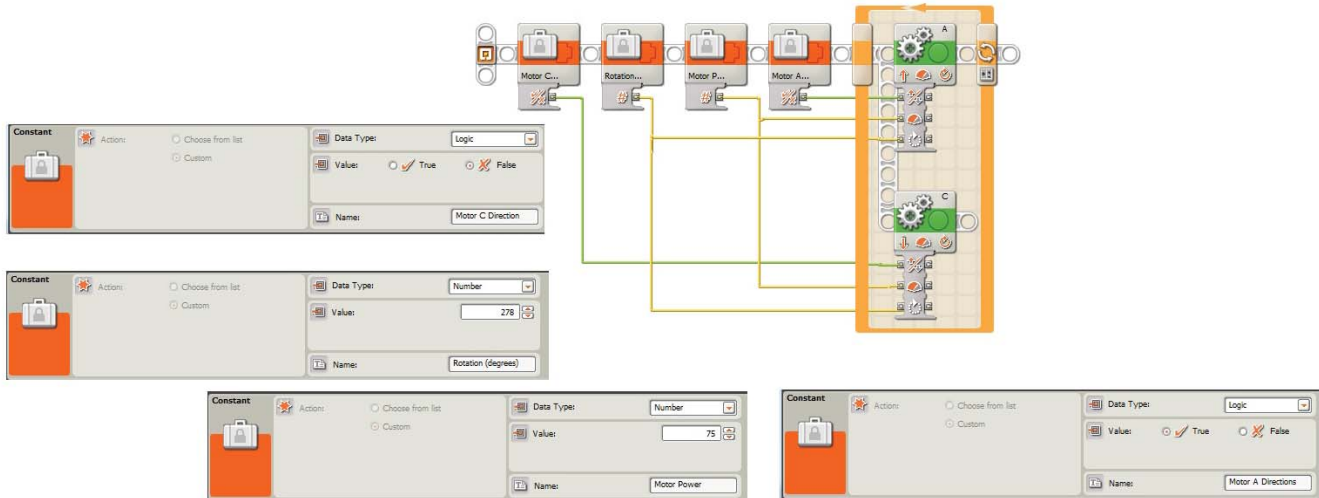 A
Motor C...
Rotation...
Motor P...
Motor A...
C
Constant
Action:
Choose from list
Custom
Data Type:
Logic
Value:
True
False
Name:
Motor C Direction
Constant
Action:
Choose from list
Custom
Data Type:
Number
Value:
278
Name:
Rotation (degrees)
Constant
Action:
Choose from list
Custom
Data Type:
Number
Value:
75
Name:
Motor Power
Constant
Action:
Choose from list
Custom
Data Type:
Logic
Value:
True
False
Name:
Motor A Directions